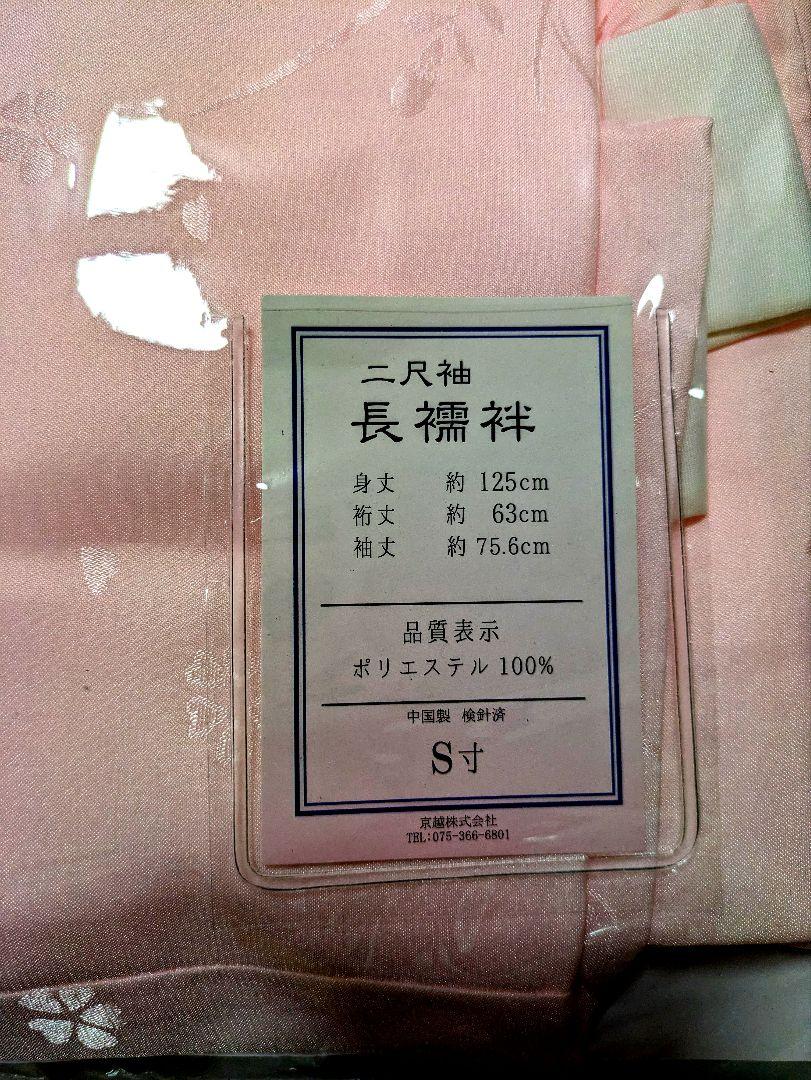 二尺袖
長襦袢
身丈 約 125cm
裄丈 約 63cm
袖丈 約 75.6cm
品質表示
ポリエステル 100%
中国製 検針済
S寸
京越株式会社
TEL:075-366-6801